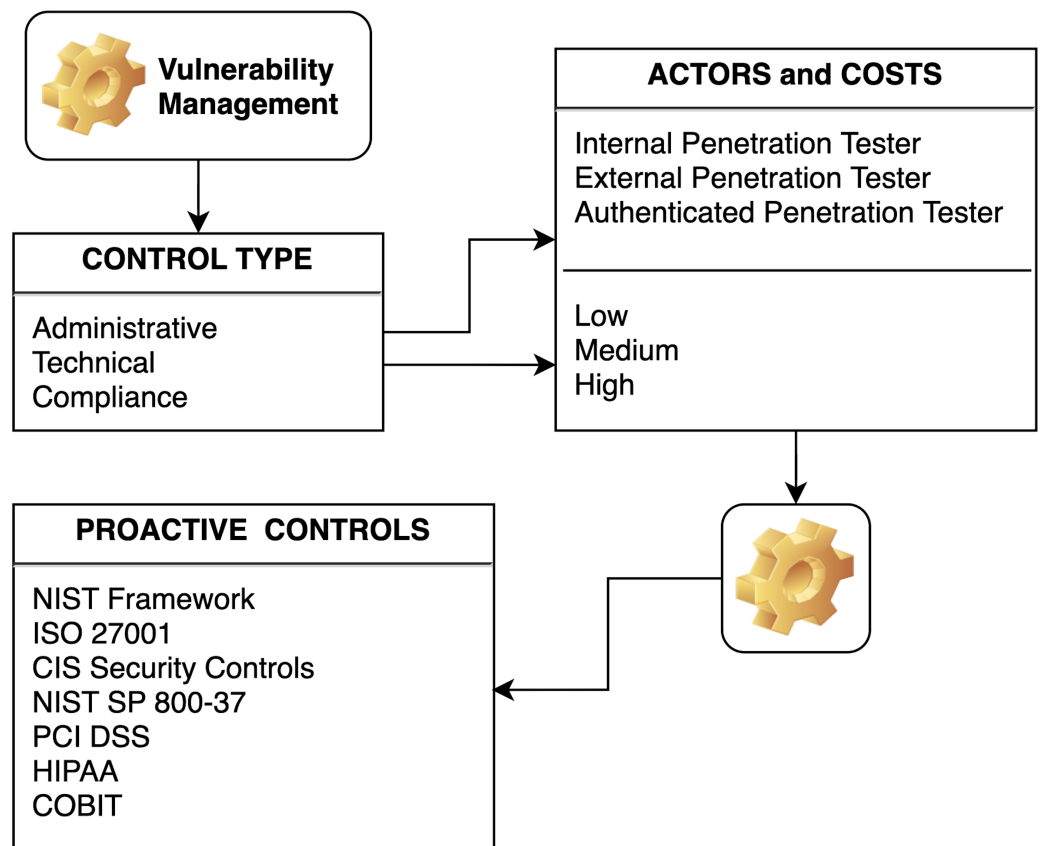 Vulnerability
Management
ACTORS and COSTS
Internal Penetration Tester
External Penetration Tester
Authenticated Penetration Tester
Low
Medium
High
CONTROL TYPE
Administrative
Technical
Compliance
PROACTIVE CONTROLS
NIST Framework
ISO 27001
CIS Security Controls
NIST SP 800-37
PCI DSS
HIPAA
COBIT